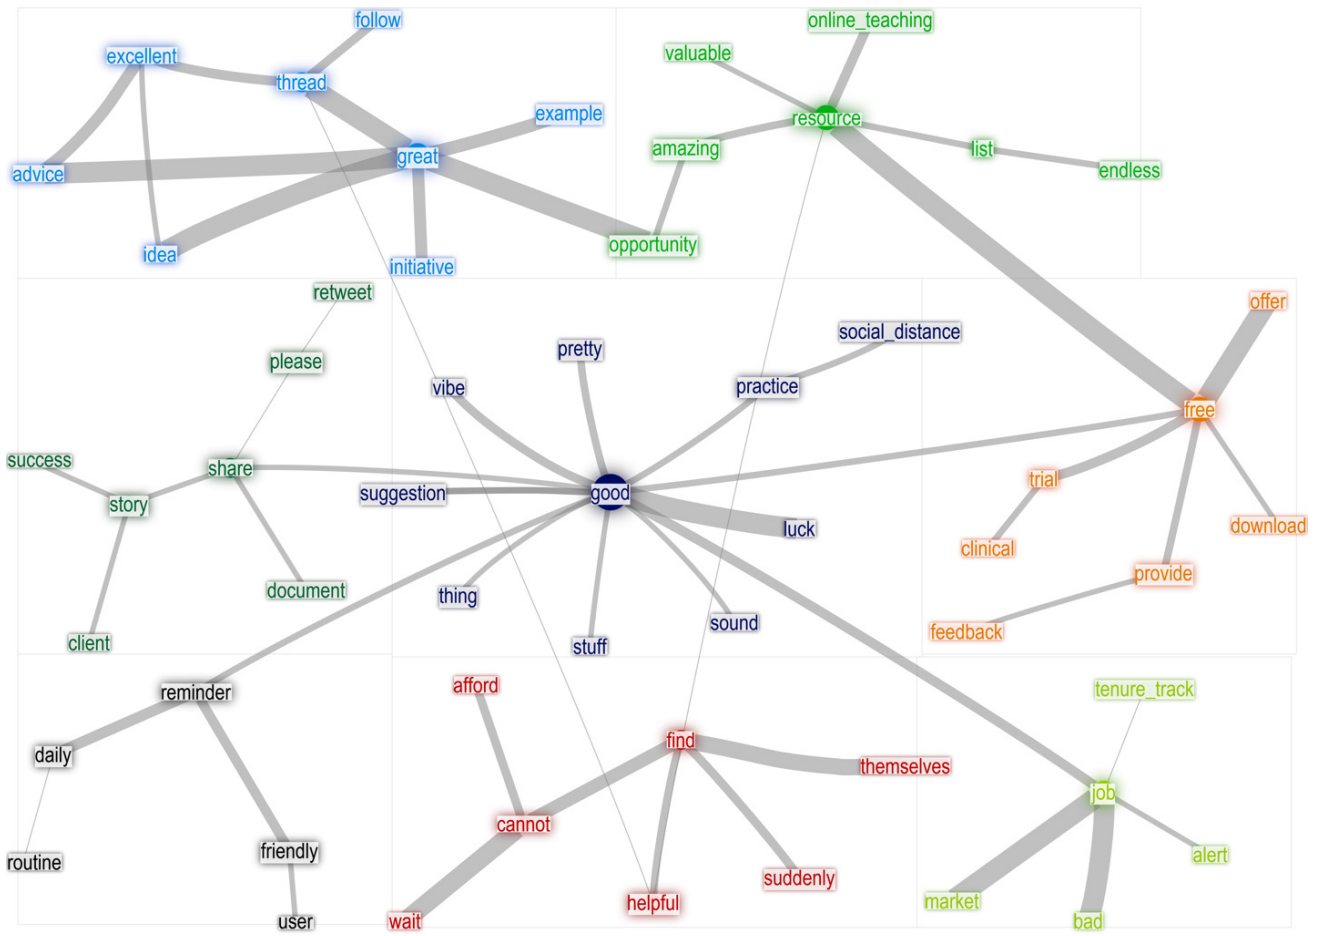 follow
excellent
thread
example
great
advice
idea
initiative
online_teaching
valuable
resource
amazing
list
endless
opportunity
retweet
please
success
share
story
document
client
social_distance
pretty
vibe
practice
suggestion
good
luck
thing
sound
stuff
offer
free
trial
download
clinical
provide
feedback
reminder
daily
friendly
routine
user
afford
find
themselves
cannot
suddenly
helpful
wait
tenure_track
job
alert
market
bad